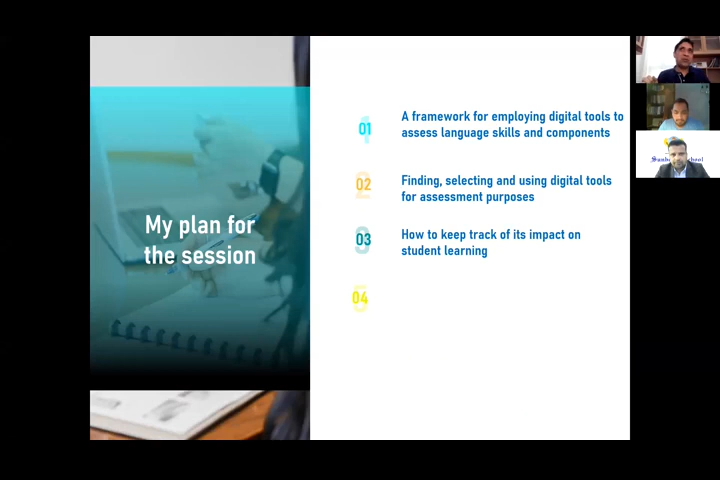 My plan for
the session
01
A framework for employing digital tools to
assess language skills and components
02
Finding, selecting and using digital tools
for assessment purposes
03
How to keep track of its impact on
student learning
04